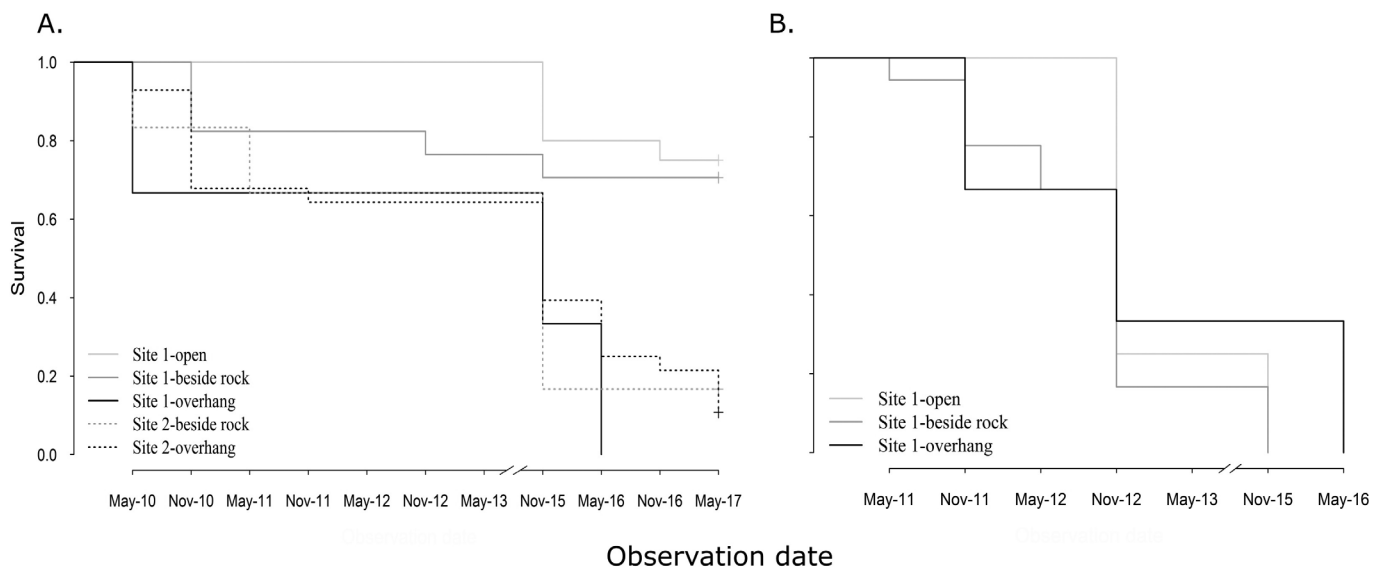 A.
B.
1.0
0.8
0.6
0.4
0.2
0.0
Survival
Site 1-open
Site 1-beside rock
Site 1-overhang
Site 2-beside rock
Site 2-overhang
May-10 Nov-10 May-11 Nov-11 May-12 Nov-12 May-13 Nov-15 May-16 Nov-16 May-17
Site 1-open
Site 1-beside rock
Site 1-overhang
May-11 Nov-11 May-12 Nov-12 May-13 Nov-15 May-16
Observation date
Observation date
Observation date